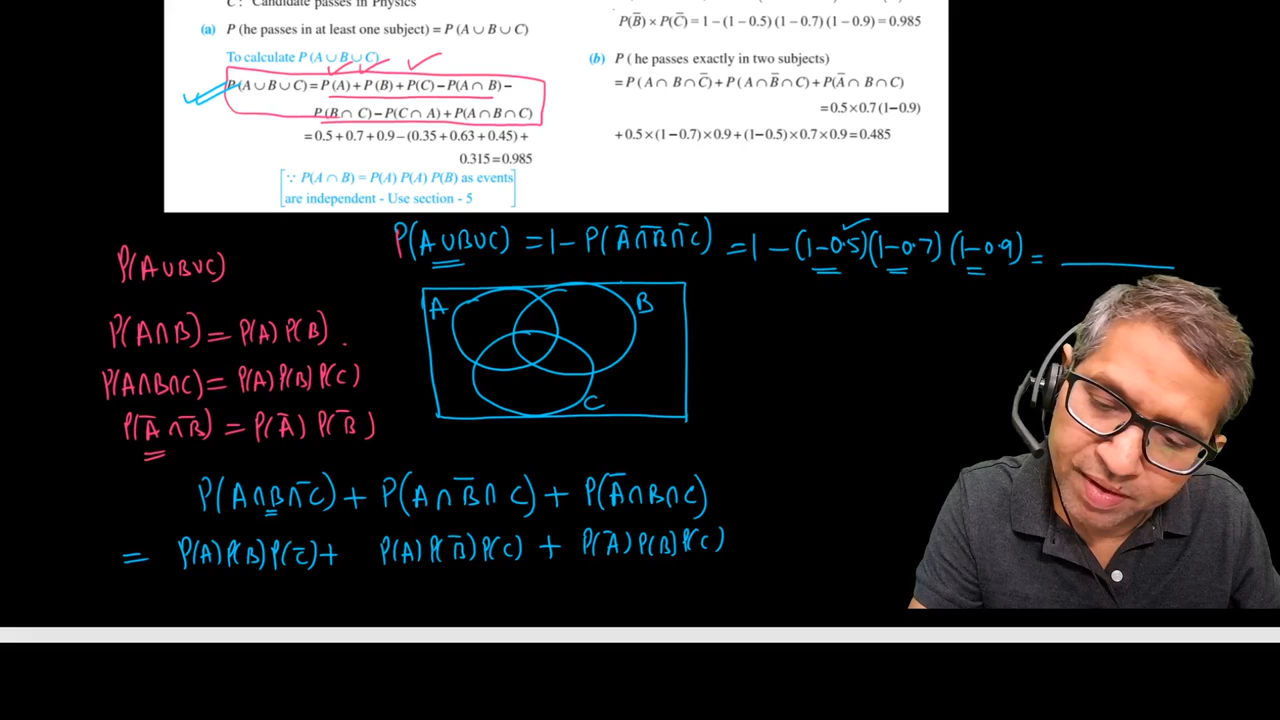 C : Candidate passes in Physics
(a) P (he passes in at least one subject) = P (A ∪ B ∪ C)
To calculate P (A ∪ B ∪ C)
P(A ∪ B ∪ C) = P (A) + P (B) + P(C) – P(A ∩ B) –
P (B ∩ C) – P(C ∩ A) + P(A ∩ B ∩ C)
= 0.5 + 0.7 + 0.9 – (0.35 + 0.63 + 0.45) +
0.315 = 0.985
[∵ P(A ∩ B) = P(A) P(A) P(B) as events
are independent - Use section - 5]
P(B̄) × P(C̄) = 1 – (1 – 0.5) (1 – 0.7) (1 – 0.9) = 0.985
(b) P ( he passes exactly in two subjects)
= P ( A ∩ B ∩ C̄) + P (A ∩ B̄ ∩ C) + P(Ā ∩ B ∩ C)
= 0.5 × 0.7 (1–0.9)
+ 0.5 × (1 – 0.7) × 0.9 + (1–0.5) × 0.7 × 0.9 = 0.485
P(A∪B∪C) = 1 – P(Ā∩B̄∩C̄) = 1 – (1–0.5)(1–0.7)(1–0.9) =
P(A∪B∪C)
P(A∩B) = P(A) P(B).
P(A∩B∩C) = P(A) P(B) P(C)
P(Ā∩B̄) = P(Ā) P(B̄)
A B
C
P(A∩B∩C̄) + P(A∩B̄∩C) + P(Ā∩B∩C)
= P(A)P(B)P(C̄) + P(A)P(B̄)P(C) + P(Ā)P(B)P(C)